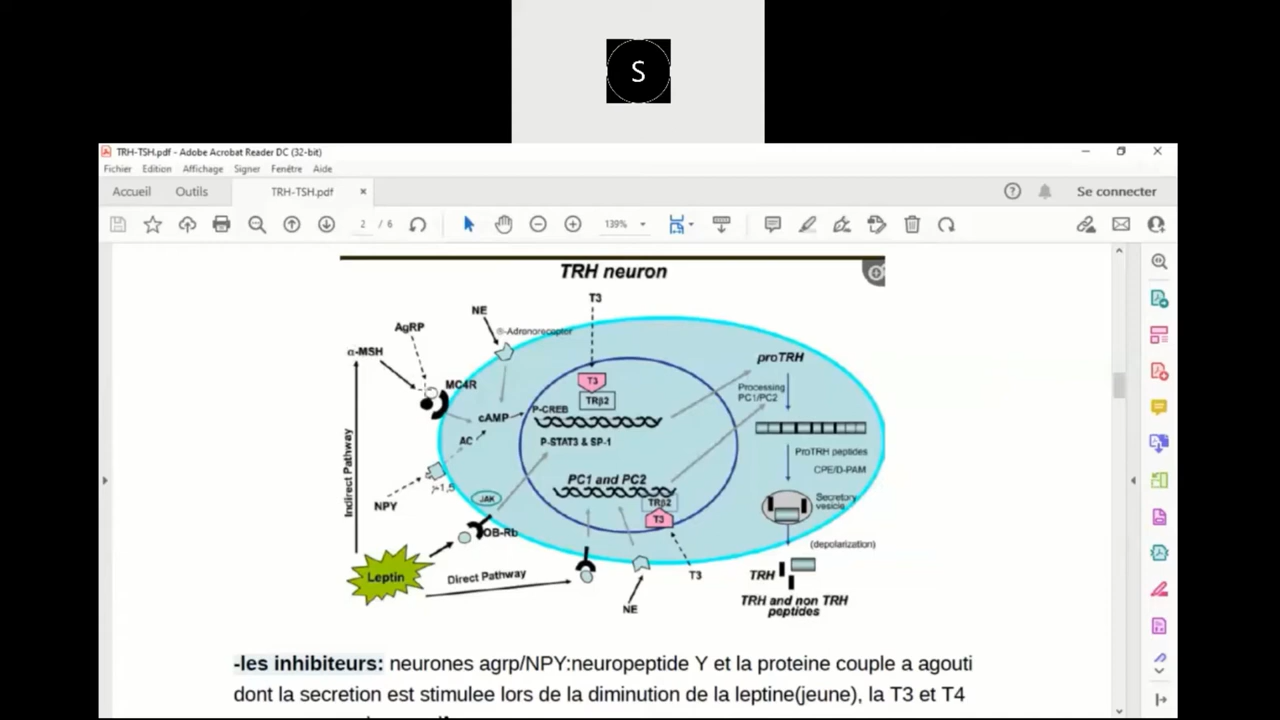 S
TRH-TSH.pdf - Adobe Acrobat Reader DC (32-bit)
Fichier Edition Affichage Signer Fenêtre Aide
Accueil Outils TRH-TSH.pdf × Se connecter
2 / 6 139%
TRH neuron
T3
NE
®-Adronoreceptor
AgRP
α-MSH
MC4R
proTRH
T3
TRβ2
Processing
PC1/PC2
P-CREB
cAMP
AC
P-STAT3 & SP-1
ProTRH peptides
CPE/D-PAM
Indirect Pathway
PC1 and PC2
TRβ2
T3
JAK
NPY
Secretory
vesicle
OB-Rb
(depolarization)
Leptin
Direct Pathway
T3
NE
TRH
TRH and non TRH
peptides
-les inhibiteurs: neurones agrp/NPY:neuropeptide Y et la proteine couple a agouti
dont la secretion est stimulee lors de la diminution de la leptine(jeune), la T3 et T4